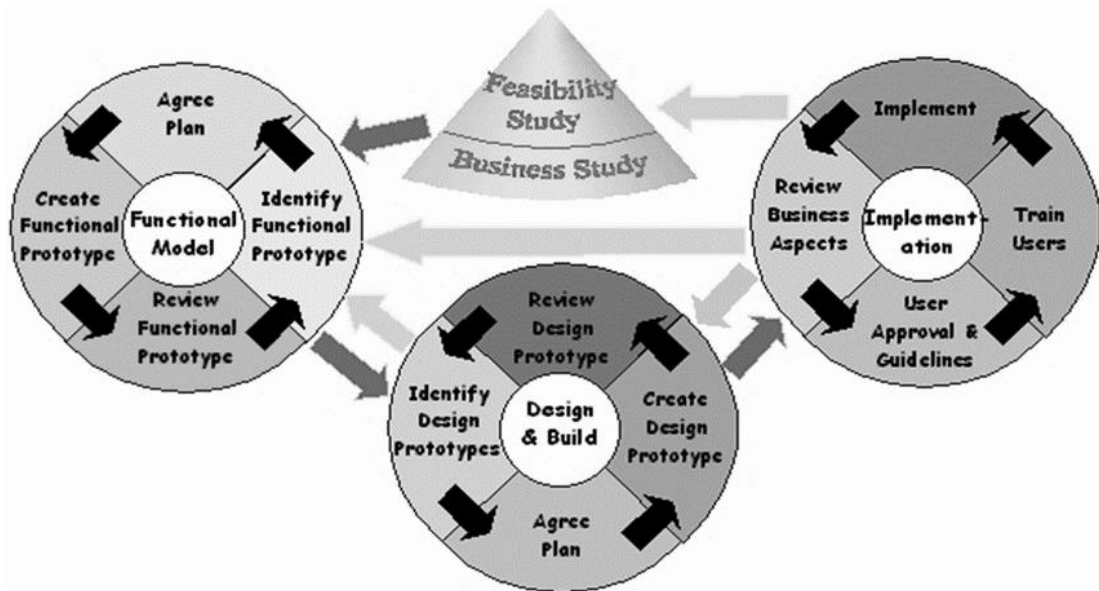 Feasibility
Study
Business Study
Agree
Plan
Create
Functional
Prototype
Functional
Model
Identify
Functional
Prototype
Review
Functional
Prototype
Implement
Review
Business
Aspects
Implement-
ation
Train
Users
User
Approval &
Guidelines
Review
Design
Prototype
Identify
Design
Prototypes
Design
& Build
Create
Design
Prototype
Agree
Plan